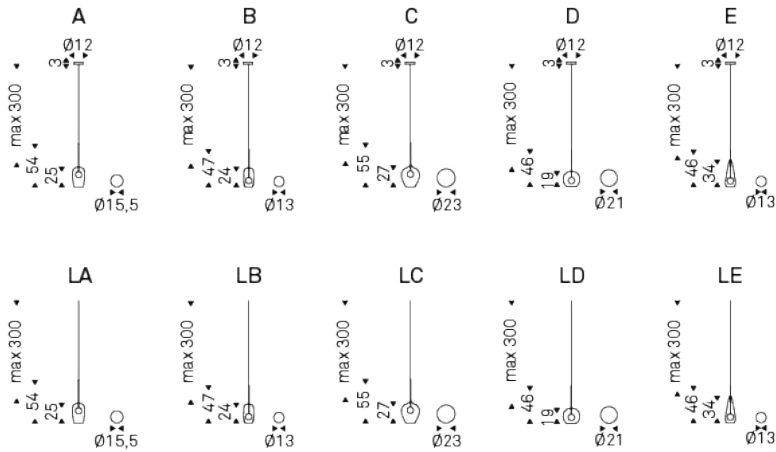 A B C D E
Ø12 Ø12 Ø12 Ø12 Ø12
3 3 3 3 3
max 300 max 300 max 300 max 300 max 300
54 25 47 24 55 27 46 19 46 34
Ø15,5 Ø13 Ø23 Ø21 Ø13
LA LB LC LD LE
max 300 max 300 max 300 max 300 max 300
54 25 47 24 55 27 46 19 46 34
Ø15,5 Ø13 Ø23 Ø21 Ø13